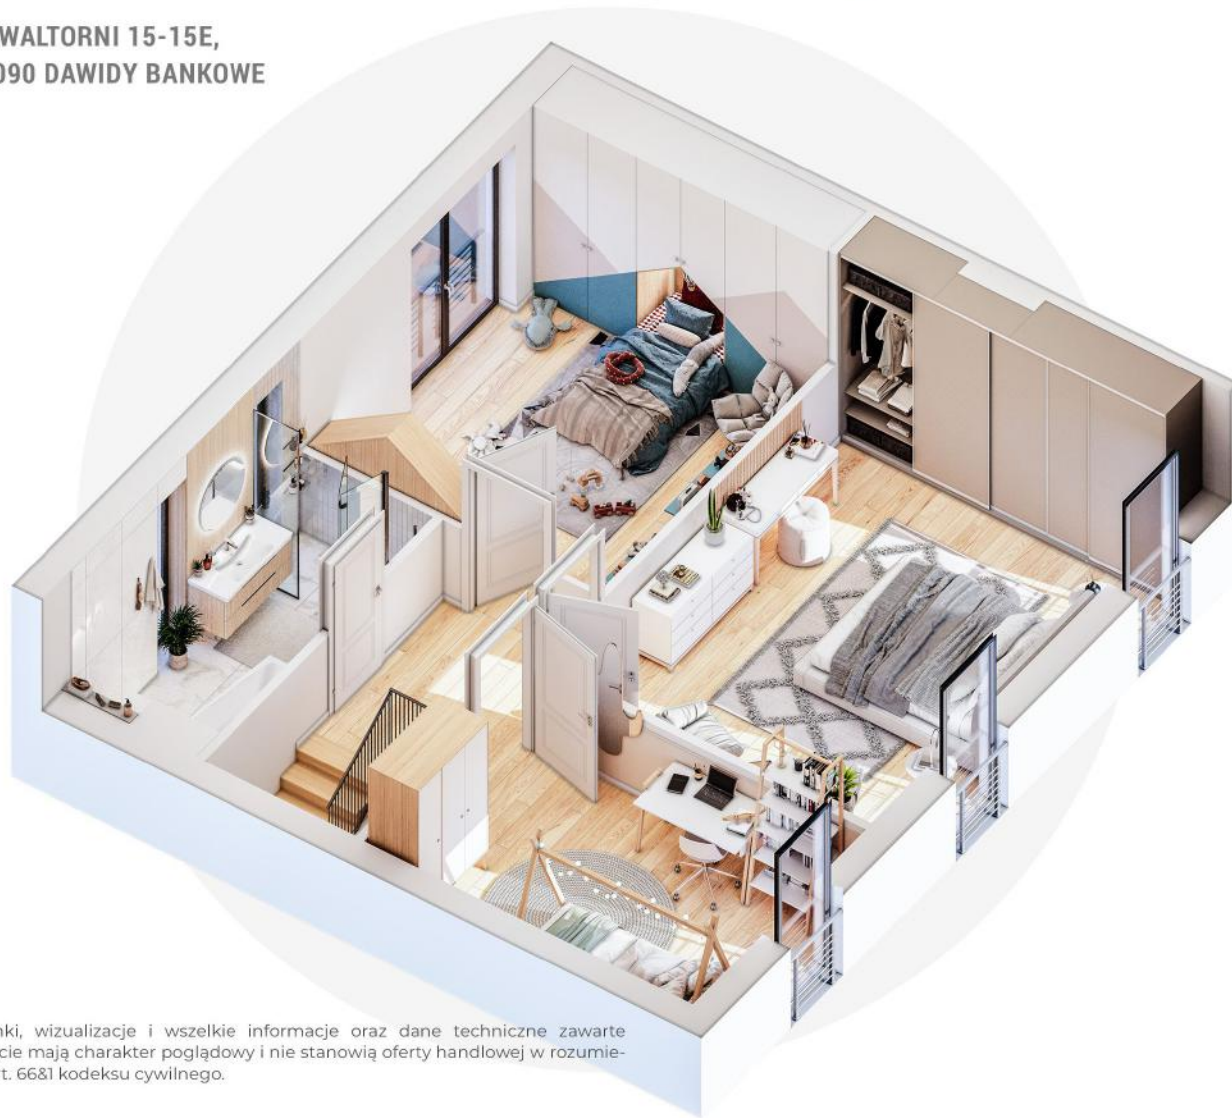 WALTORNI 15-15E,
090 DAWIDY BANKOWE
nki, wizualizacje i wszelkie informacje oraz dane techniczne zawarte
cie mają charakter poglądowy i nie stanowią oferty handlowej w rozumie-
t. 66&1 kodeksu cywilnego.